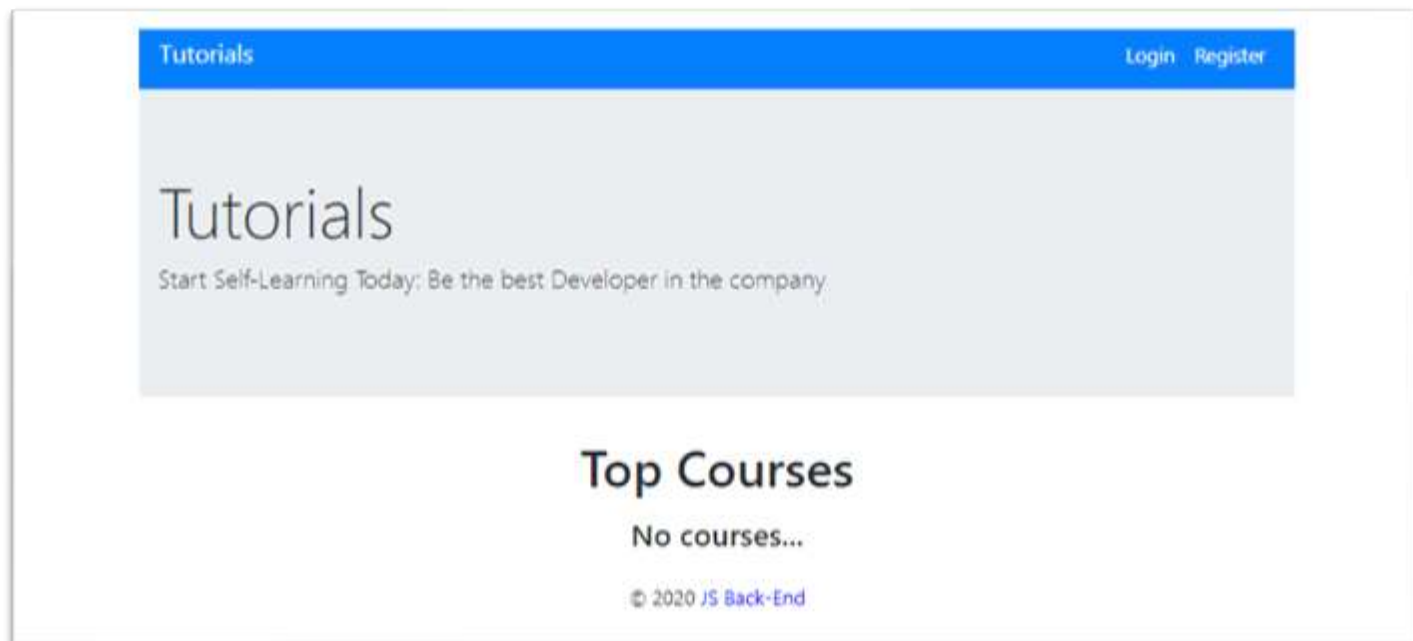 Tutorials Login Register
Tutorials
Start Self-Learning Today: Be the best Developer in the company
Top Courses
No courses...
© 2020 JS Back-End